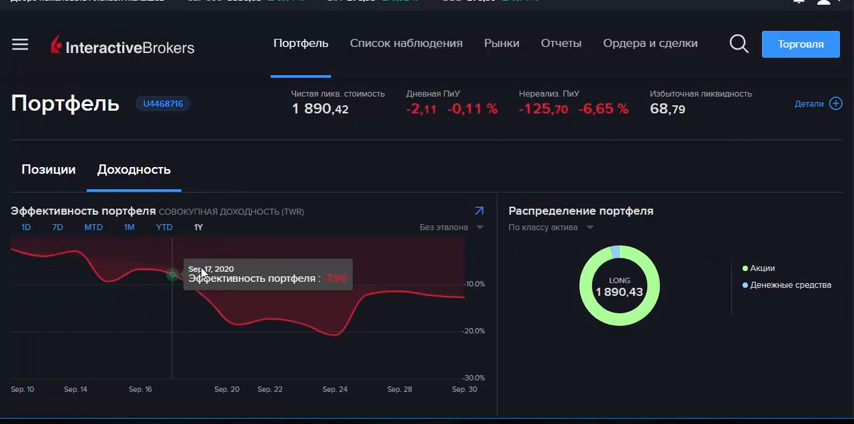 InteractiveBrokers
Портфель Список наблюдения Рынки Отчеты Ордера и сделки Торговля
Портфель U4468716
Чистая ликв. стоимость Дневная ПиУ Нереализ. ПиУ Избыточная ликвидность
1 890,42 -2,11 -0,11 % -125,70 -6,65 % 68,79
Детали
Позиции Доходность
Эффективность портфеля СОВОКУПНАЯ ДОХОДНОСТЬ (TWR)
1D 7D MTD 1M YTD 1Y Без эталона
Sep 17, 2020
Эффективность портфеля : -7.90
-10.0%
-20.0%
-30.0%
Sep. 10 Sep. 14 Sep. 16 Sep. 20 Sep. 22 Sep. 24 Sep. 28 Sep. 30
Распределение портфеля
По классу актива
LONG
1 890,43
Акции
Денежные средства